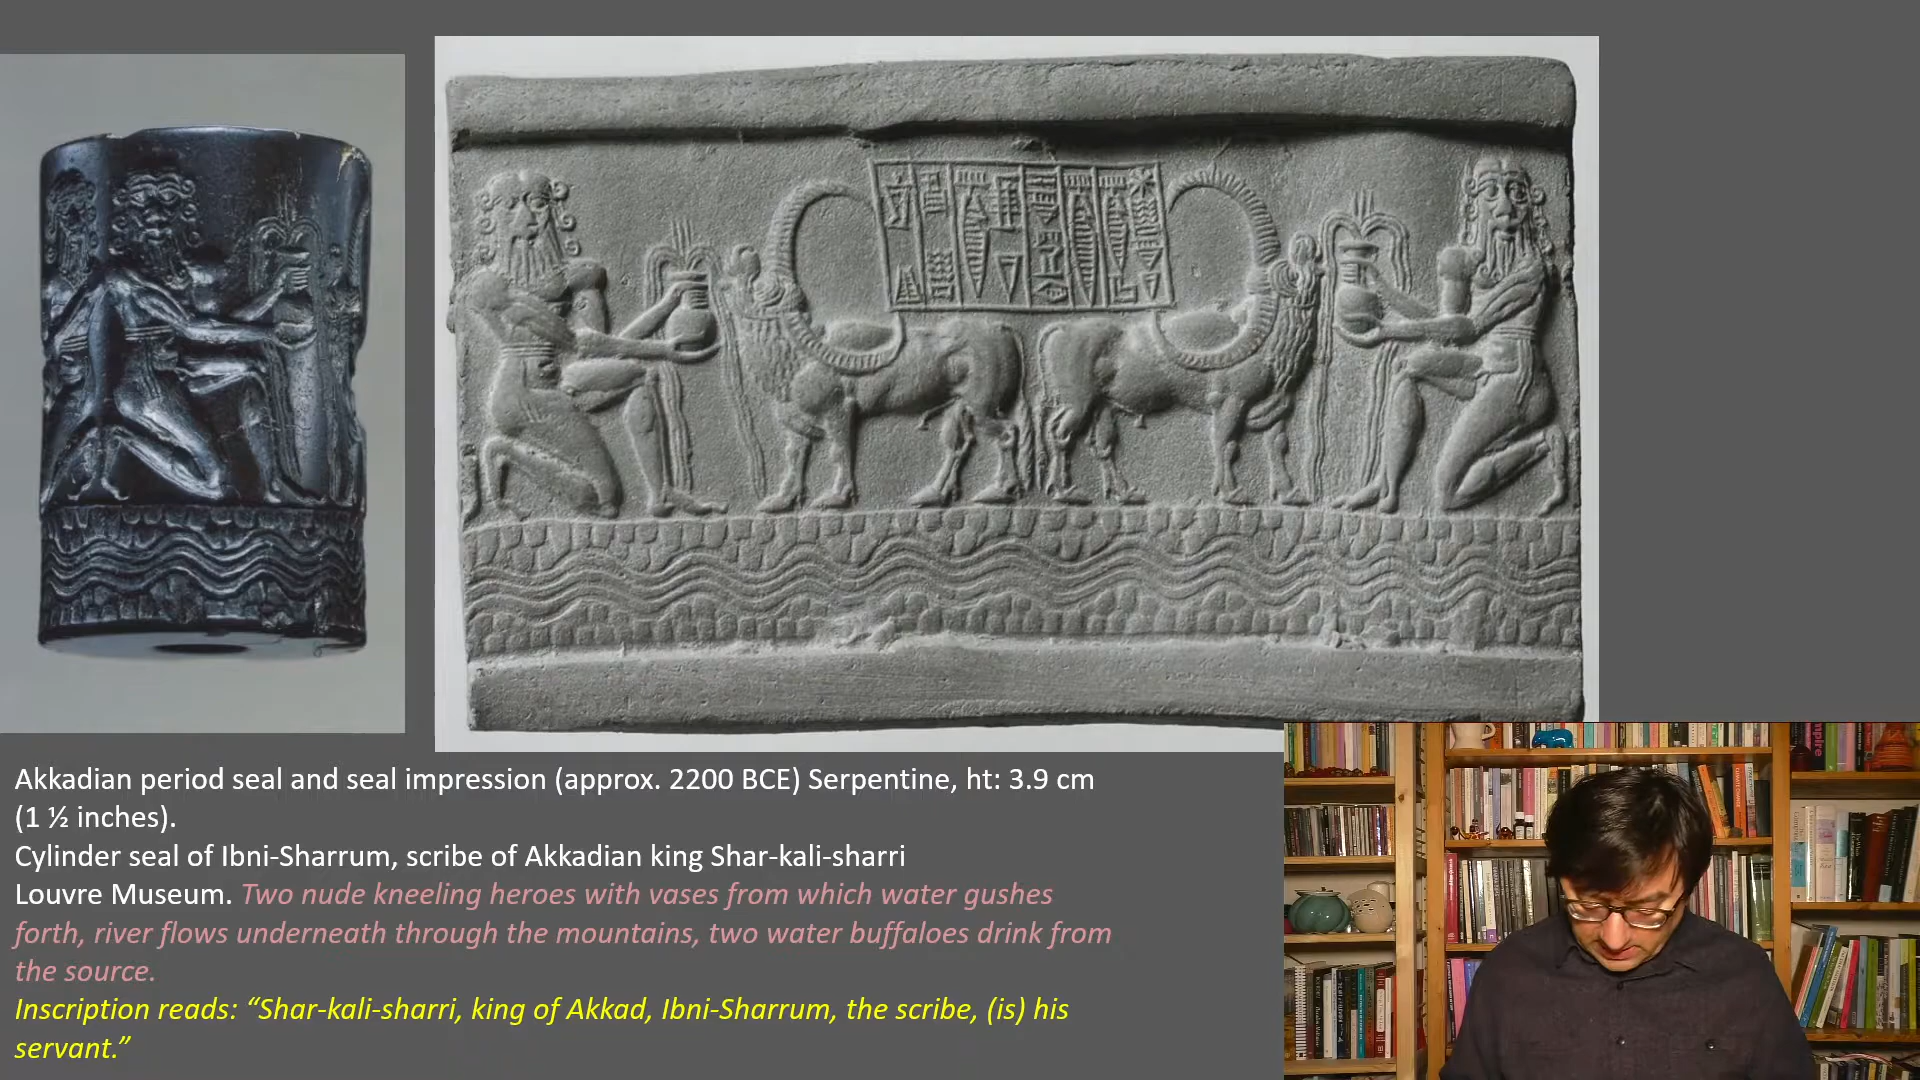 Akkadian period seal and seal impression (approx. 2200 BCE) Serpentine, ht: 3.9 cm
(1 ½ inches).
Cylinder seal of Ibni-Sharrum, scribe of Akkadian king Shar-kali-sharri
Louvre Museum. Two nude kneeling heroes with vases from which water gushes
forth, river flows underneath through the mountains, two water buffaloes drink from
the source.
Inscription reads: “Shar-kali-sharri, king of Akkad, Ibni-Sharrum, the scribe, (is) his
servant.”